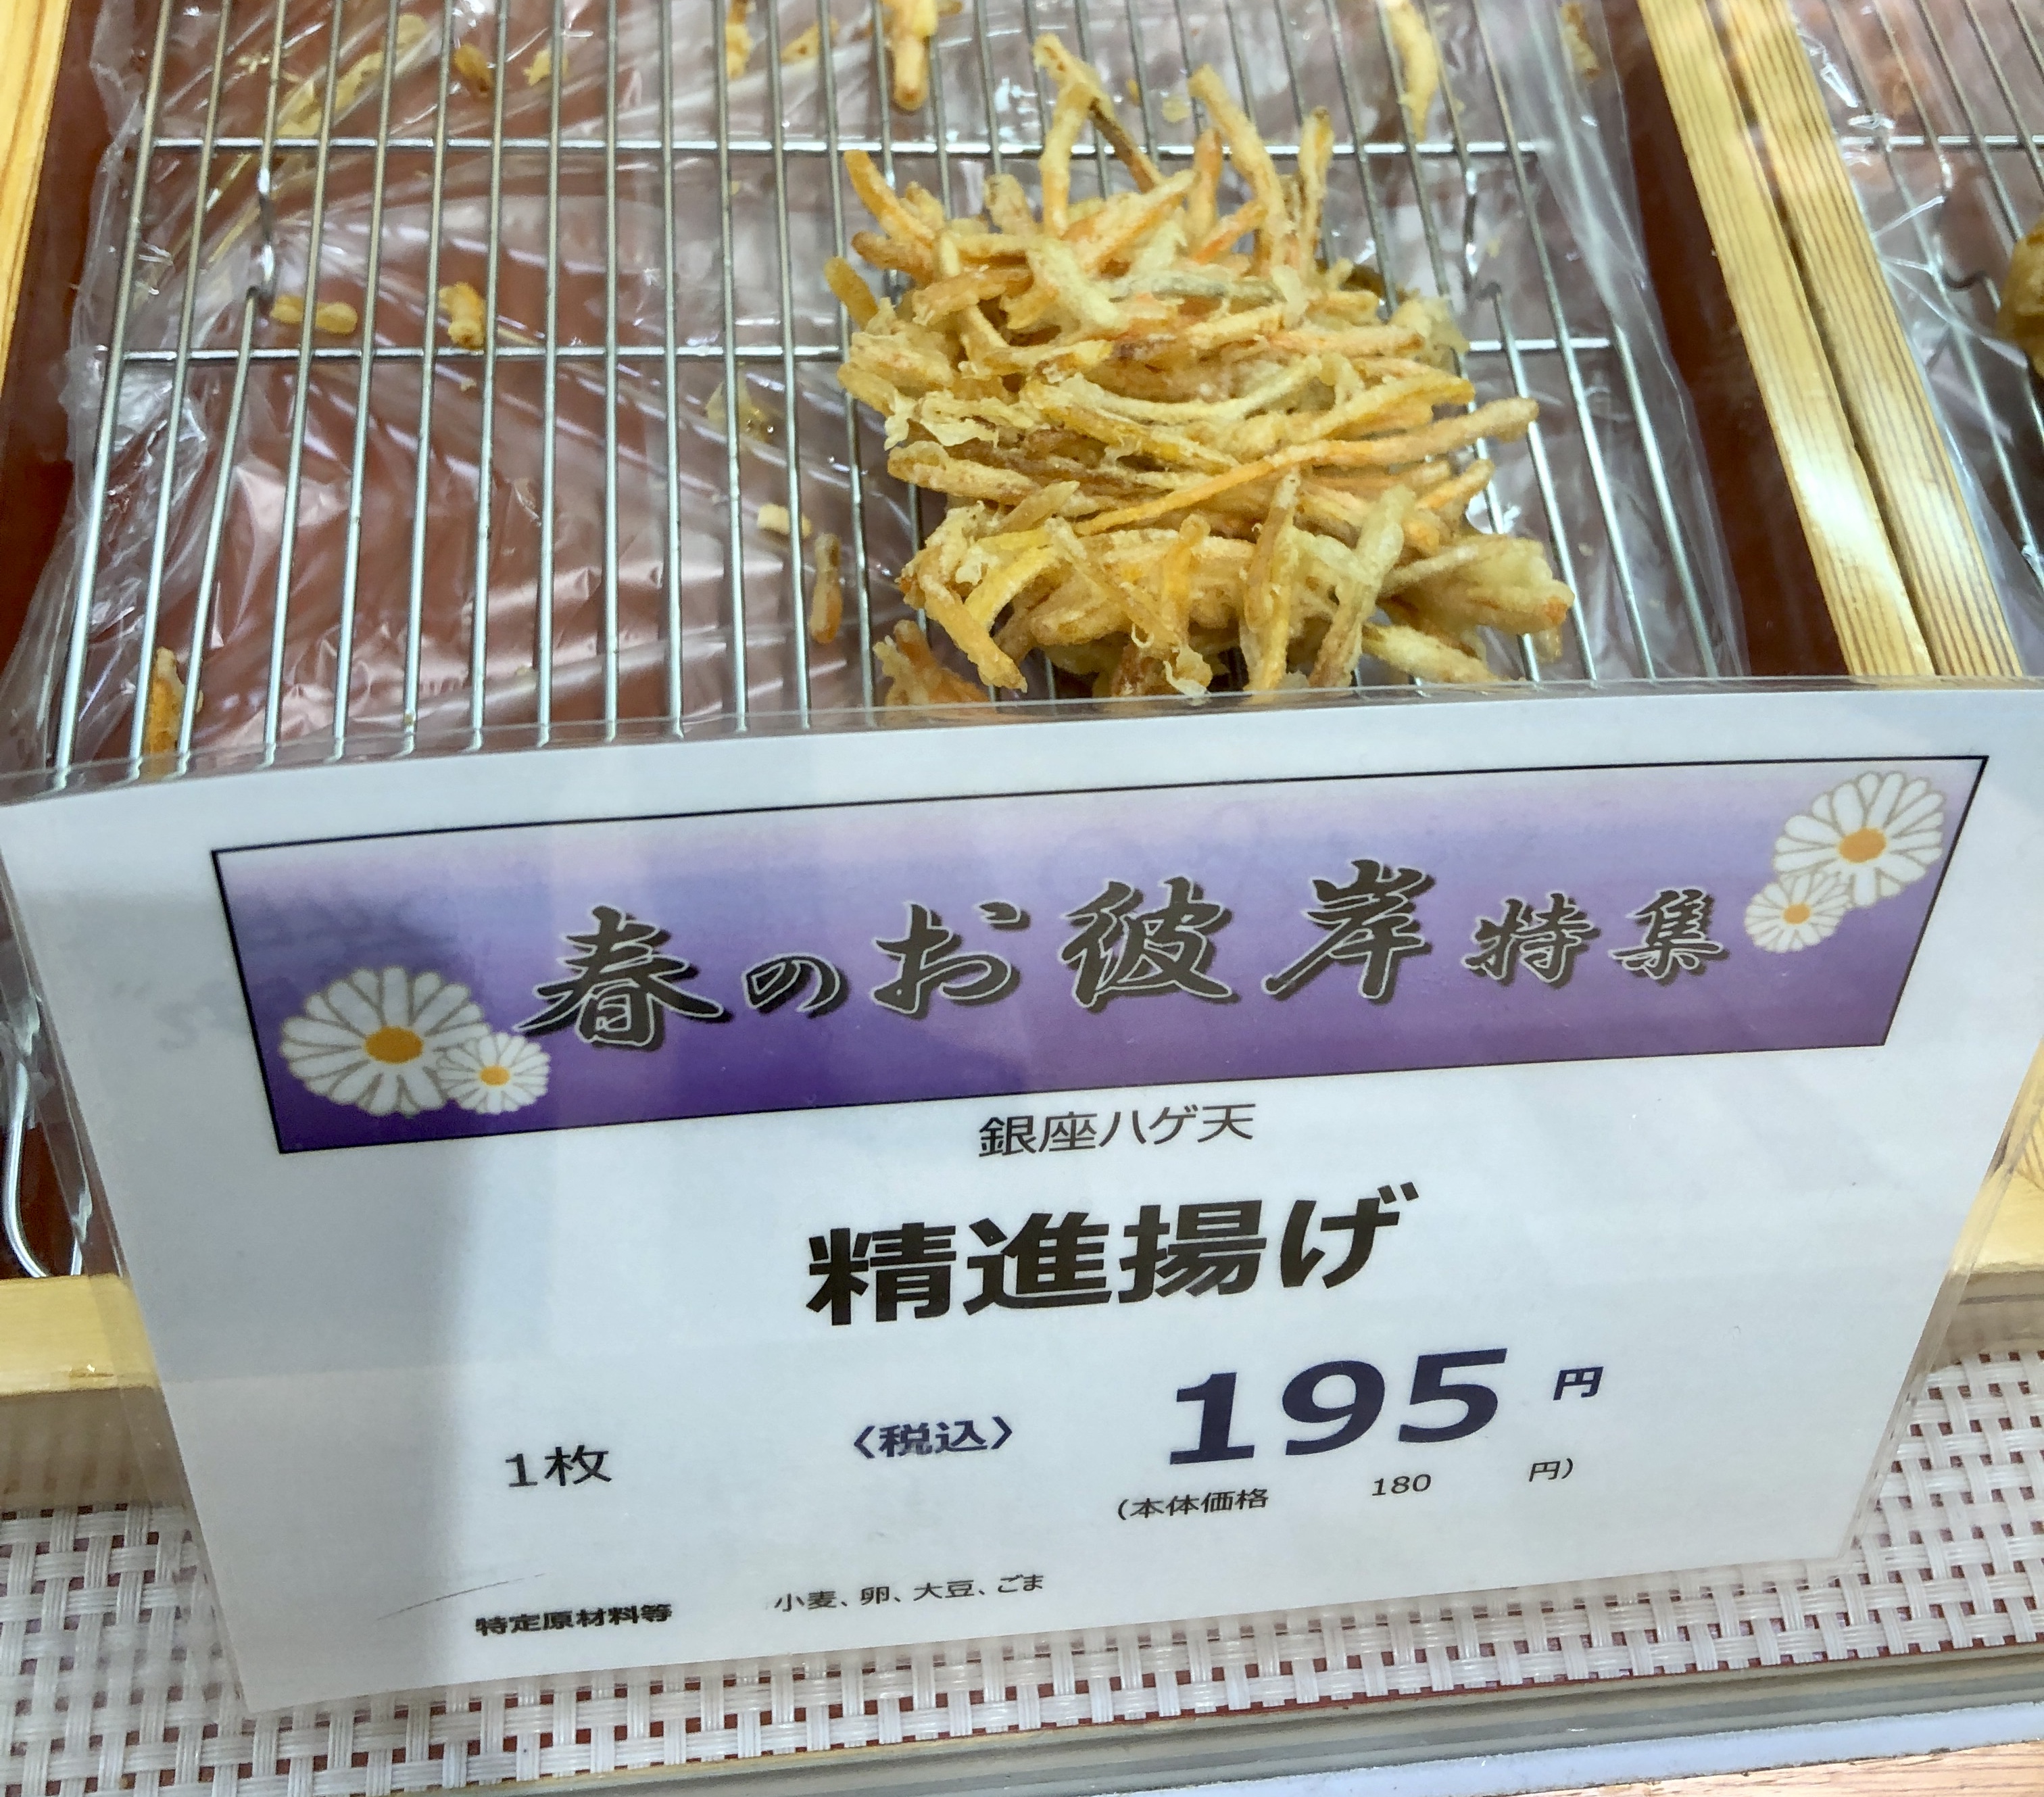 春のお彼岸特集
銀座ハゲ天
精進揚げ
1枚 〈税込〉 195 円
(本体価格 180 円)
特定原材料等 小麦、卵、大豆、ごま